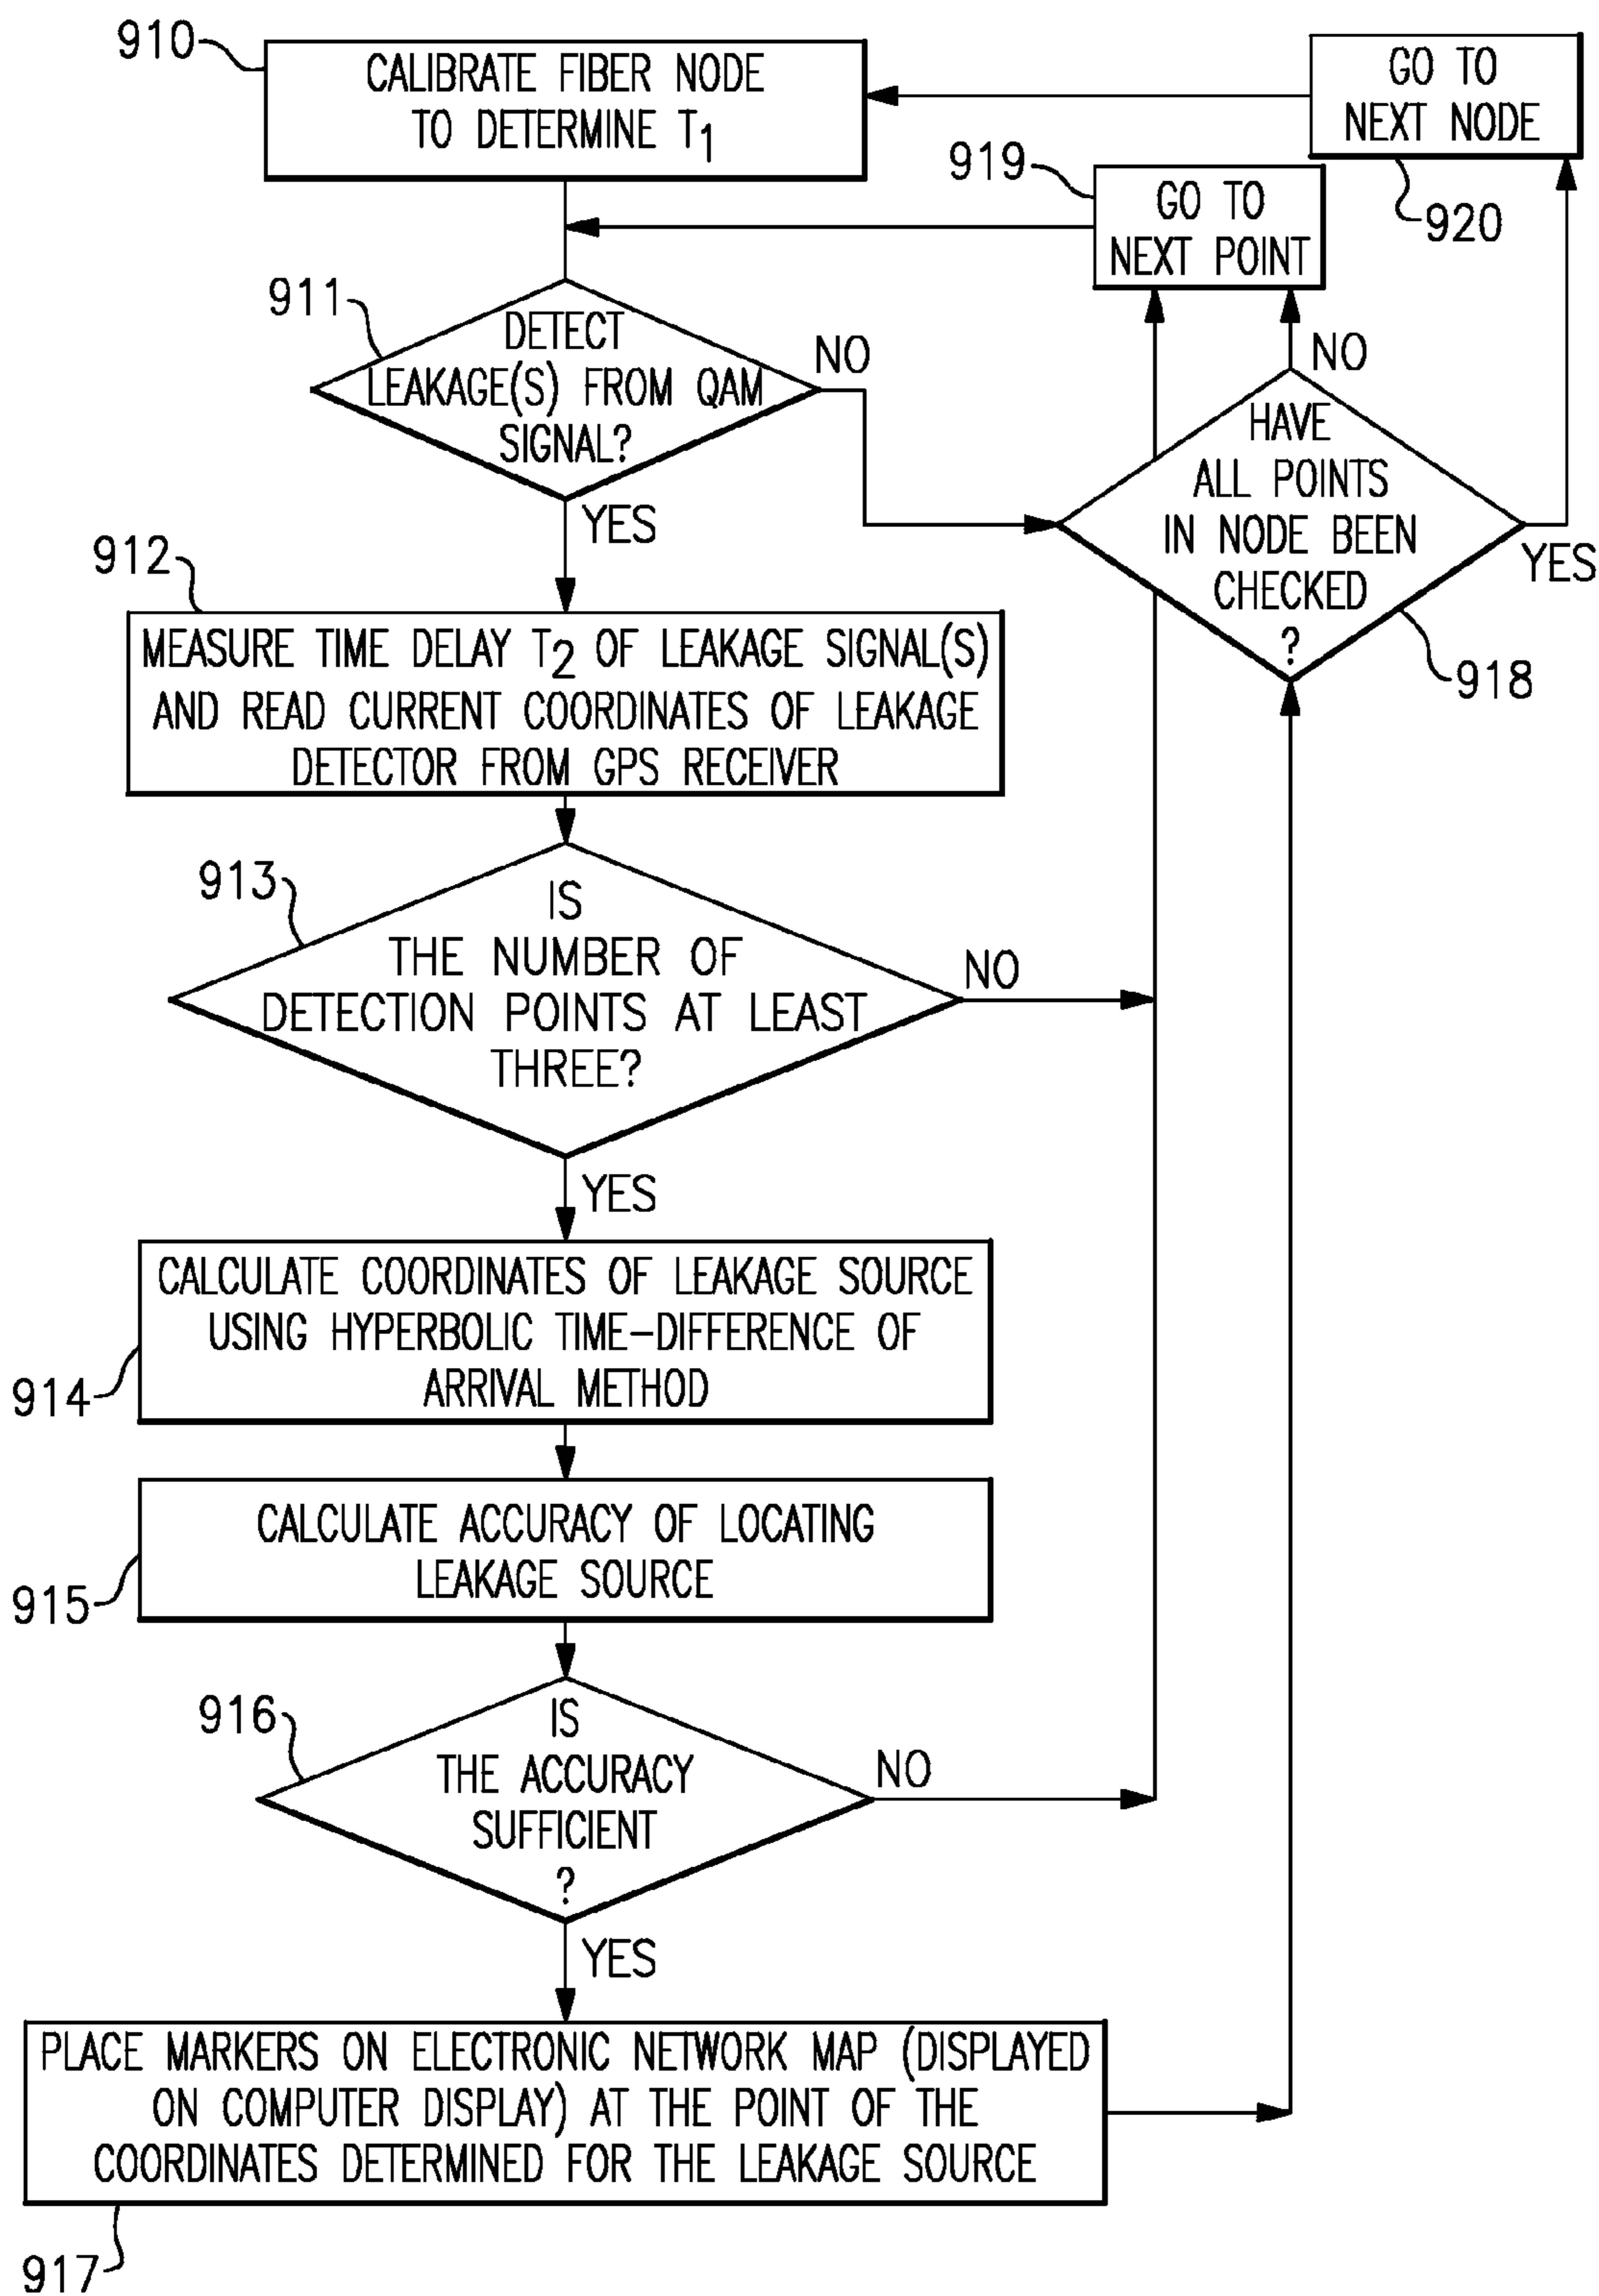 910
CALIBRATE FIBER NODE
TO DETERMINE T1
GO TO
NEXT NODE
920
919
GO TO
NEXT POINT
911
DETECT
LEAKAGE(S) FROM QAM
SIGNAL?
NO
YES
NO
HAVE
ALL POINTS
IN NODE BEEN
CHECKED
?
YES
918
912
MEASURE TIME DELAY T2 OF LEAKAGE SIGNAL(S)
AND READ CURRENT COORDINATES OF LEAKAGE
DETECTOR FROM GPS RECEIVER
913
IS
THE NUMBER OF
DETECTION POINTS AT LEAST
THREE?
NO
YES
CALCULATE COORDINATES OF LEAKAGE SOURCE
USING HYPERBOLIC TIME-DIFFERENCE OF
ARRIVAL METHOD
914
CALCULATE ACCURACY OF LOCATING
LEAKAGE SOURCE
915
916
IS
THE ACCURACY
SUFFICIENT
?
NO
YES
PLACE MARKERS ON ELECTRONIC NETWORK MAP (DISPLAYED
ON COMPUTER DISPLAY) AT THE POINT OF THE
COORDINATES DETERMINED FOR THE LEAKAGE SOURCE
917